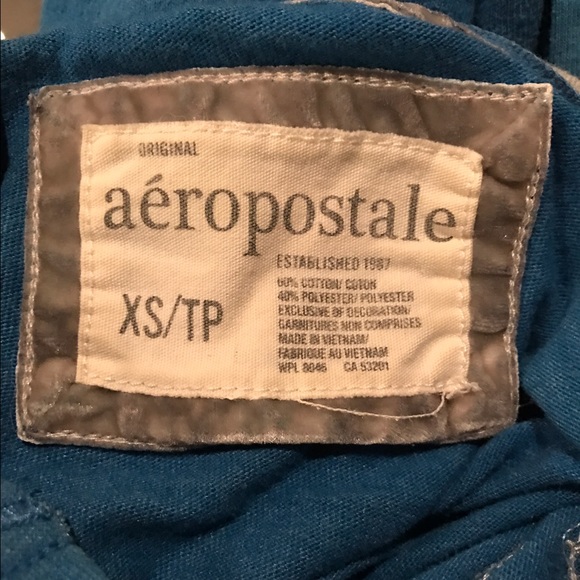 ORIGINAL
aéropostale
ESTABLISHED 1987
XS/TP
60% COTTON/ COTON
40% POLYESTER/ POLYESTER
EXCLUSIVE OF DECORATION/
GARNITURES NON COMPRISES
MADE IN VIETNAM/
FABRIQUE AU VIETNAM
WPL 8046 CA 53201